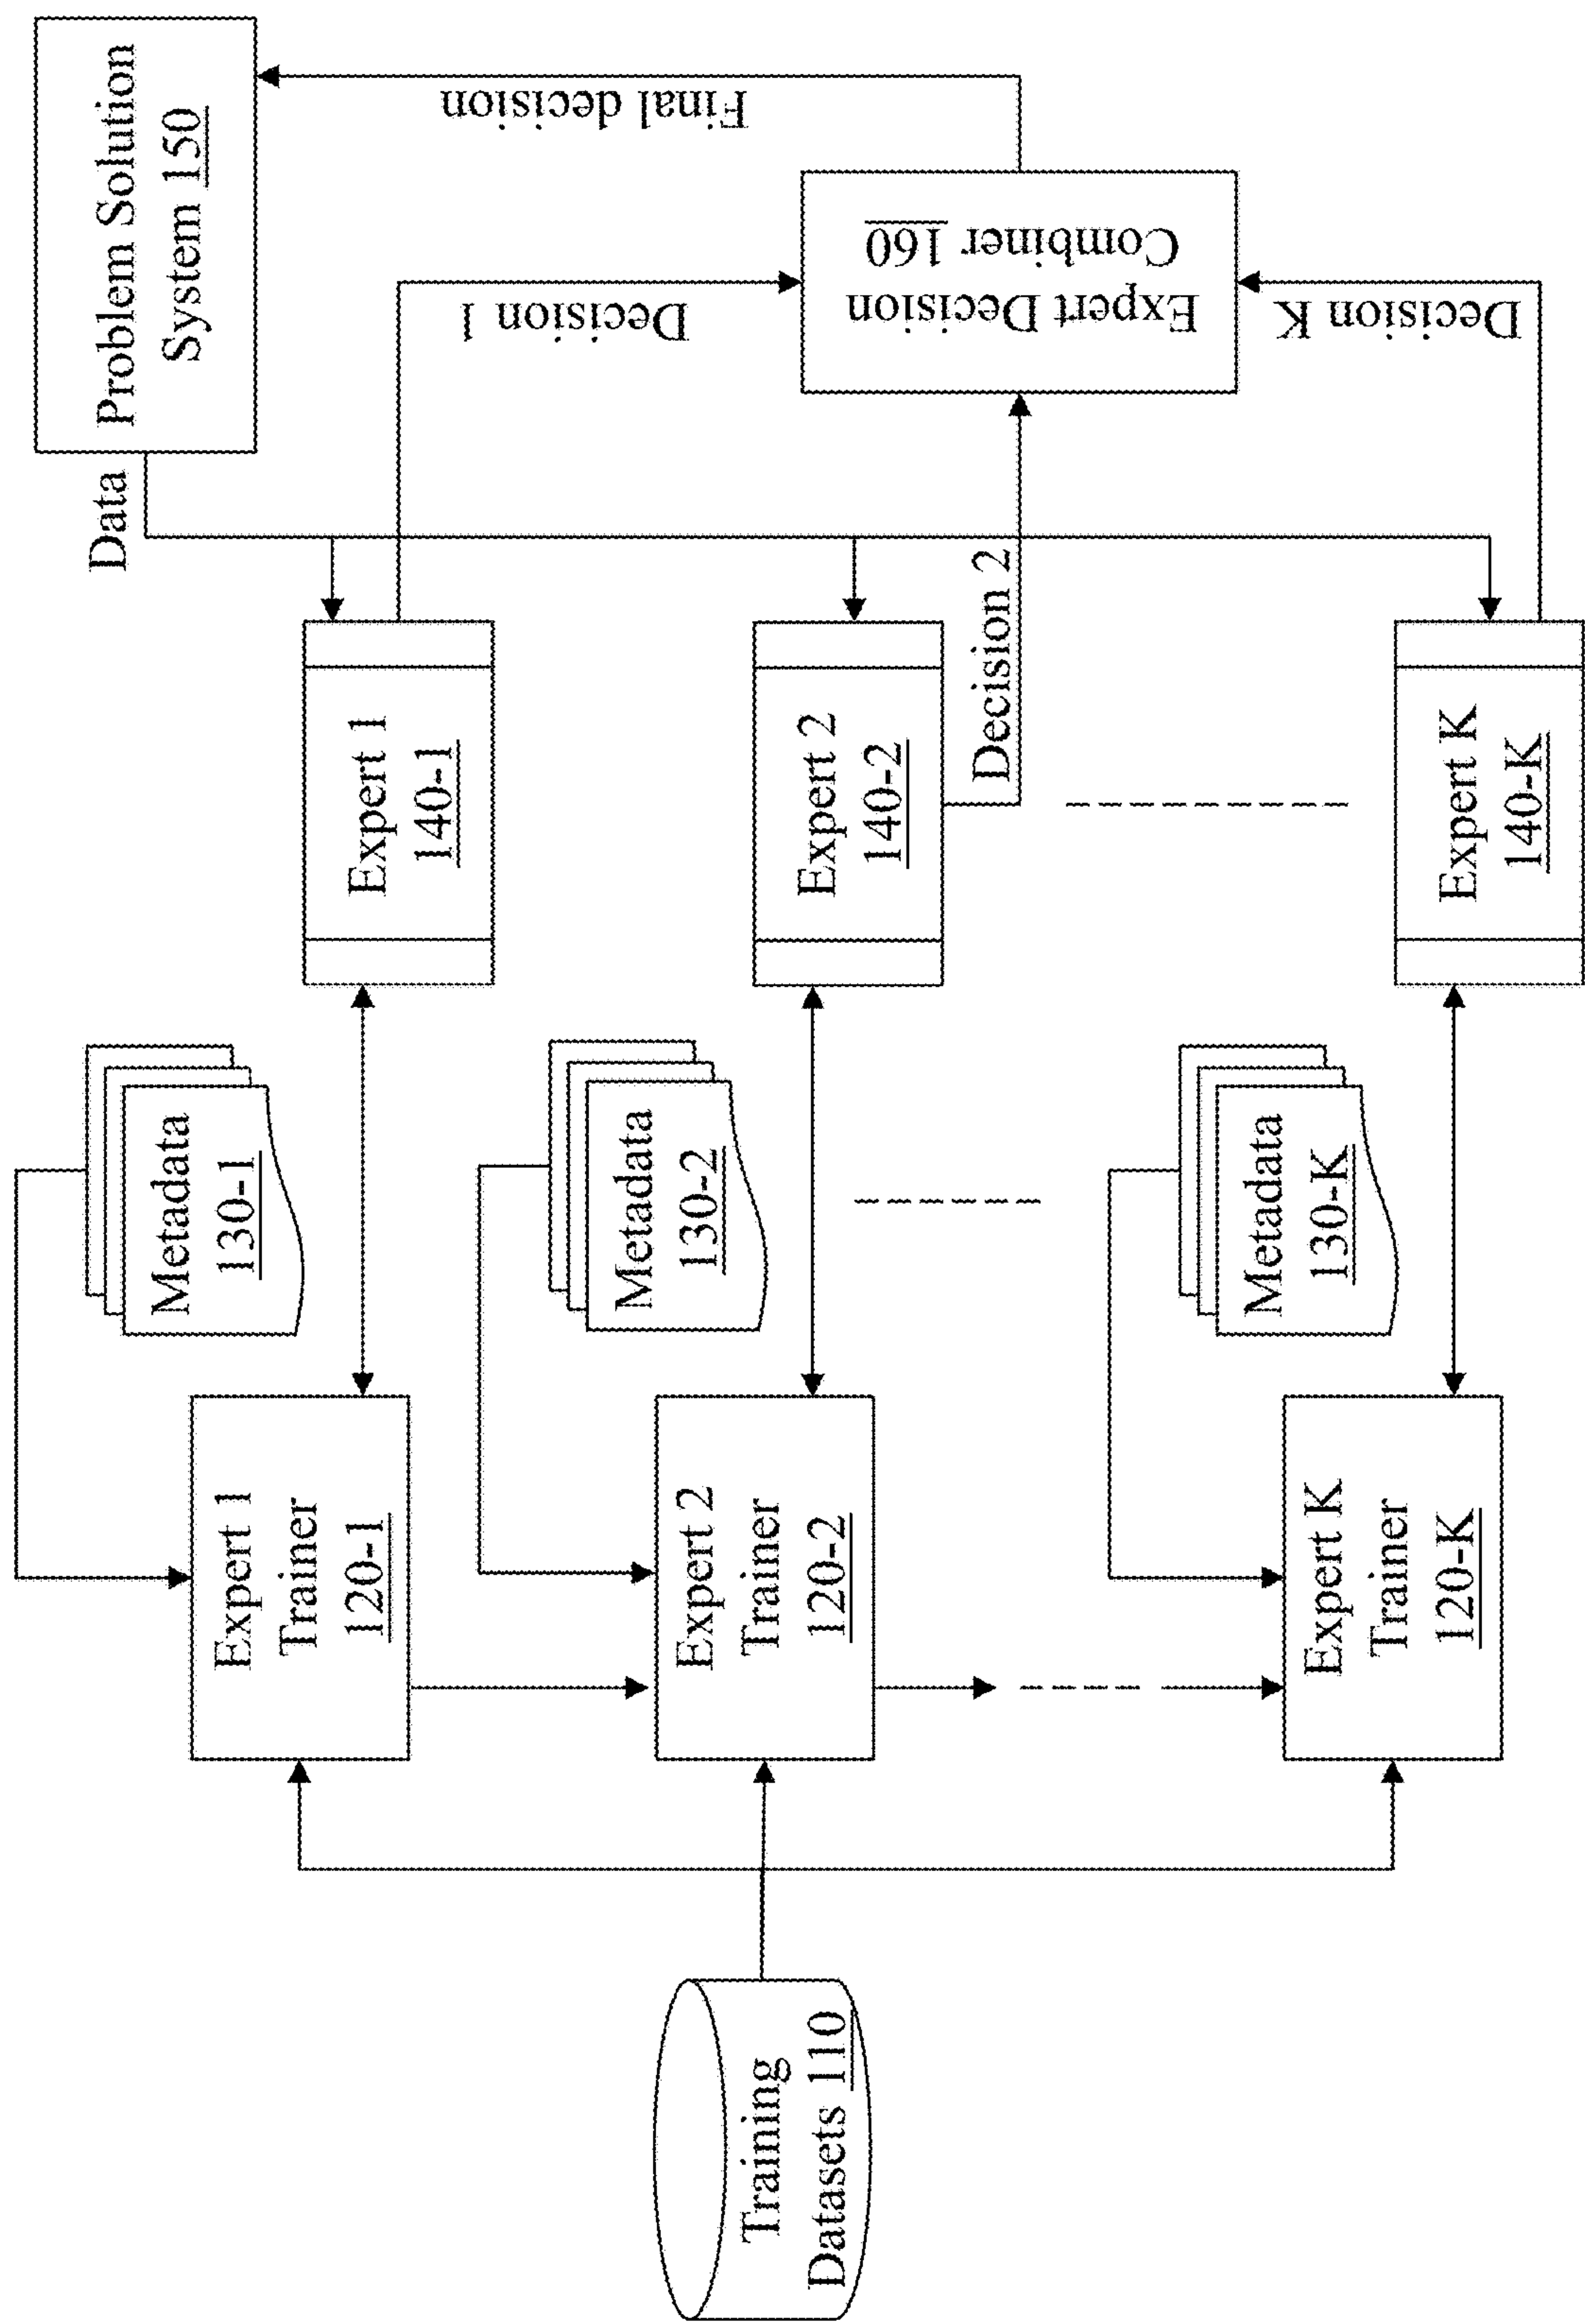 Training
Datasets 110
Expert 1
Trainer
120-1
Expert 2
Trainer
120-2
Expert K
Trainer
120-K
Metadata
130-1
Metadata
130-2
Metadata
130-K
Expert 1
140-1
Expert 2
140-2
Expert K
140-K
Data
Problem Solution
System 150
Decision 1
Decision 2
Decision K
Expert Decision
Combiner 160
Final decision